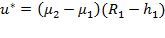 u* = (μ₂ − μ₁)(R₁ − h₁)